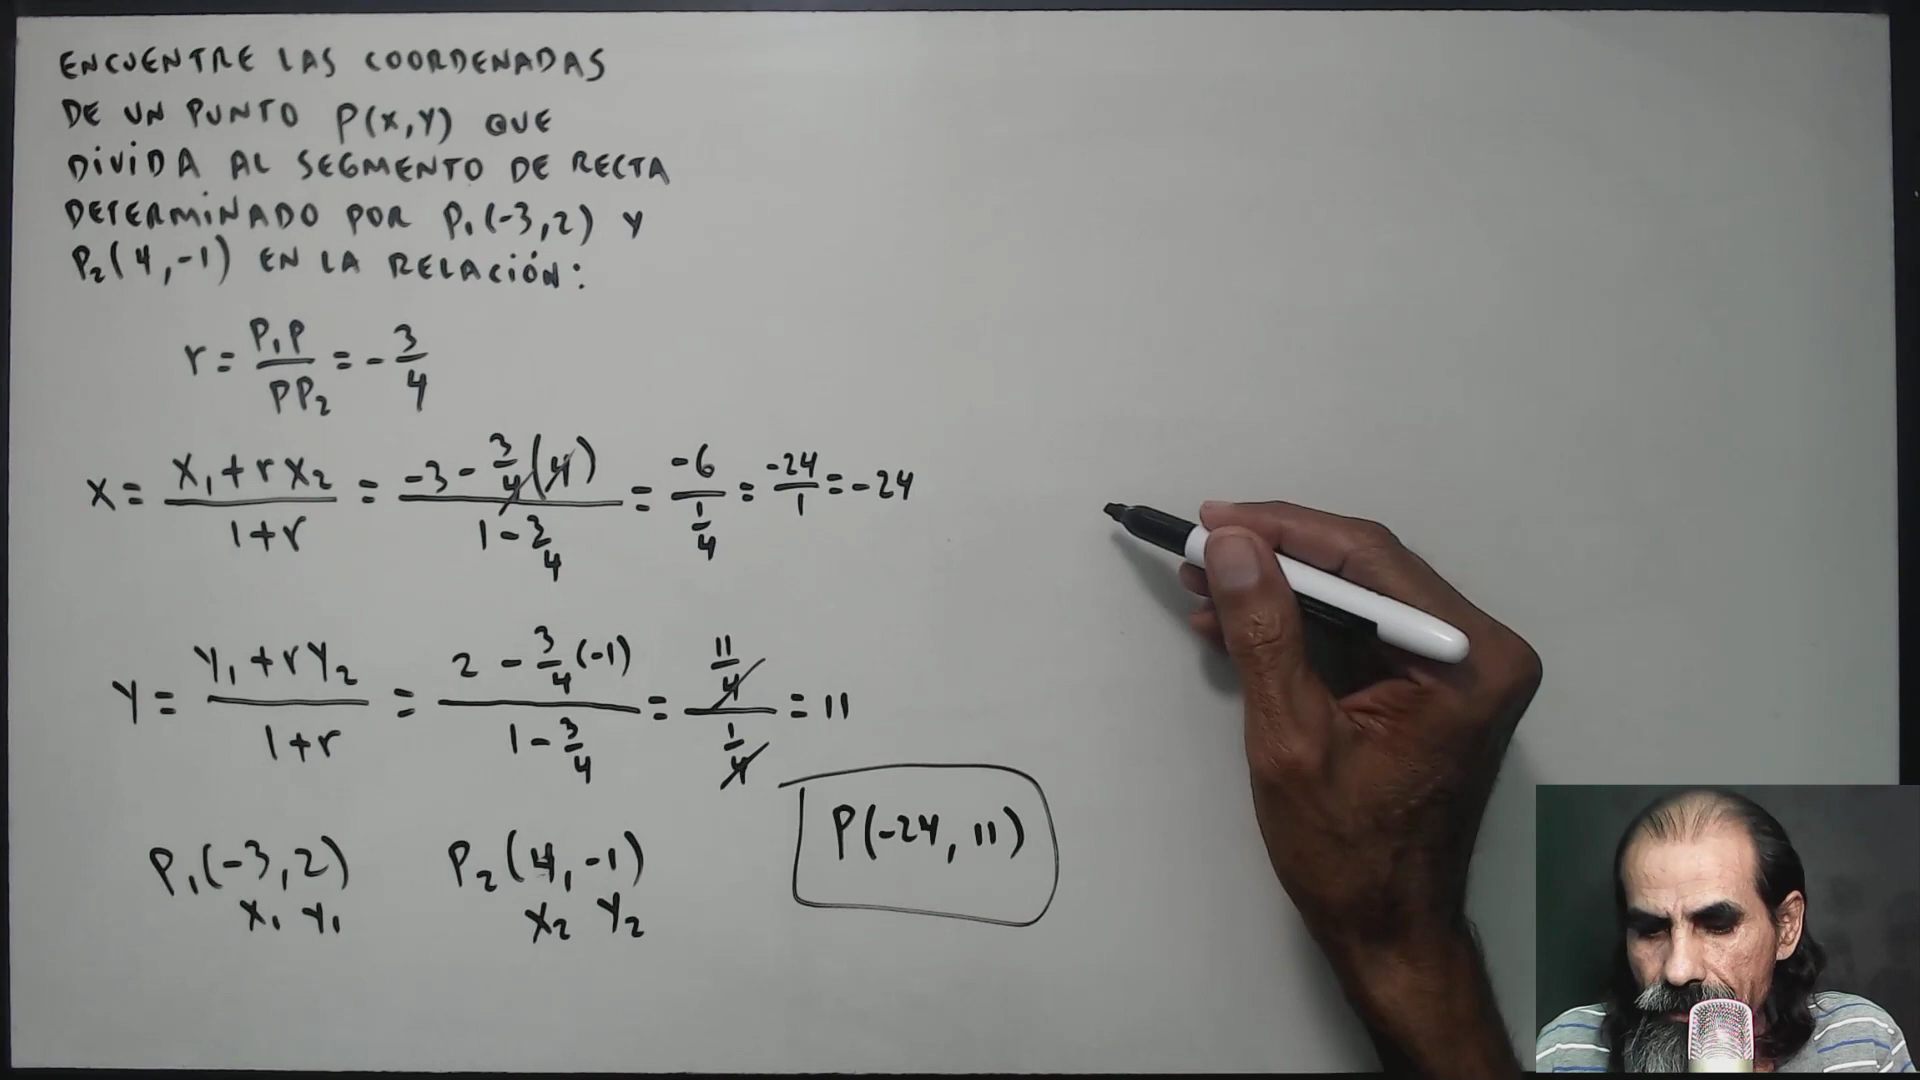 ENCUENTRE LAS COORDENADAS
DE UN PUNTO P(X,Y) QUE
DIVIDA AL SEGMENTO DE RECTA
DETERMINADO POR P₁(-3,2) Y
P₂(4,-1) EN LA RELACIÓN:
r = P₁P/PP₂ = -3/4
X = (X₁+rX₂)/(1+r) = (-3 - 3/4(4))/(1 - 3/4) = -6/(1/4) = -24/1 = -24
Y = (Y₁+rY₂)/(1+r) = (2 - 3/4(-1))/(1 - 3/4) = (11/4)/(1/4) = 11
P₁(-3,2) P₂(4,-1) P(-24, 11)
X₁ Y₁ X₂ Y₂